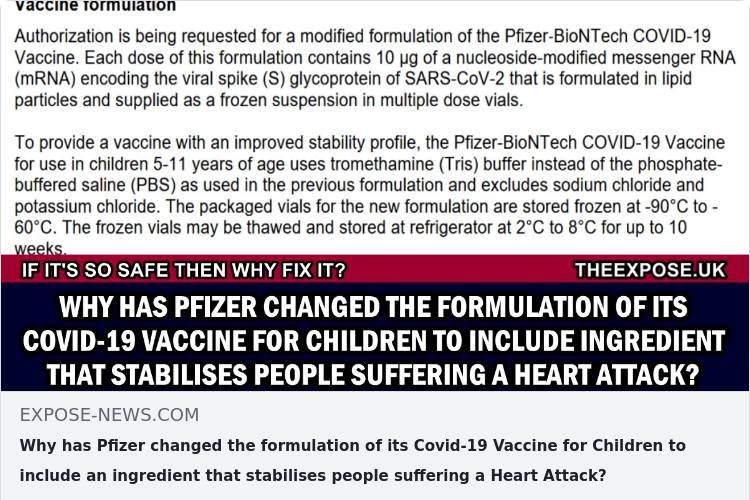 Vaccine formulation
Authorization is being requested for a modified formulation of the Pfizer-BioNTech COVID-19
Vaccine. Each dose of this formulation contains 10 µg of a nucleoside-modified messenger RNA
(mRNA) encoding the viral spike (S) glycoprotein of SARS-CoV-2 that is formulated in lipid
particles and supplied as a frozen suspension in multiple dose vials.
To provide a vaccine with an improved stability profile, the Pfizer-BioNTech COVID-19 Vaccine
for use in children 5-11 years of age uses tromethamine (Tris) buffer instead of the phosphate-
buffered saline (PBS) as used in the previous formulation and excludes sodium chloride and
potassium chloride. The packaged vials for the new formulation are stored frozen at -90°C to -
60°C. The frozen vials may be thawed and stored at refrigerator at 2°C to 8°C for up to 10
weeks.
IF IT'S SO SAFE THEN WHY FIX IT? THEEXPOSE.UK
WHY HAS PFIZER CHANGED THE FORMULATION OF ITS
COVID-19 VACCINE FOR CHILDREN TO INCLUDE INGREDIENT
THAT STABILISES PEOPLE SUFFERING A HEART ATTACK?
EXPOSE-NEWS.COM
Why has Pfizer changed the formulation of its Covid-19 Vaccine for Children to
include an ingredient that stabilises people suffering a Heart Attack?